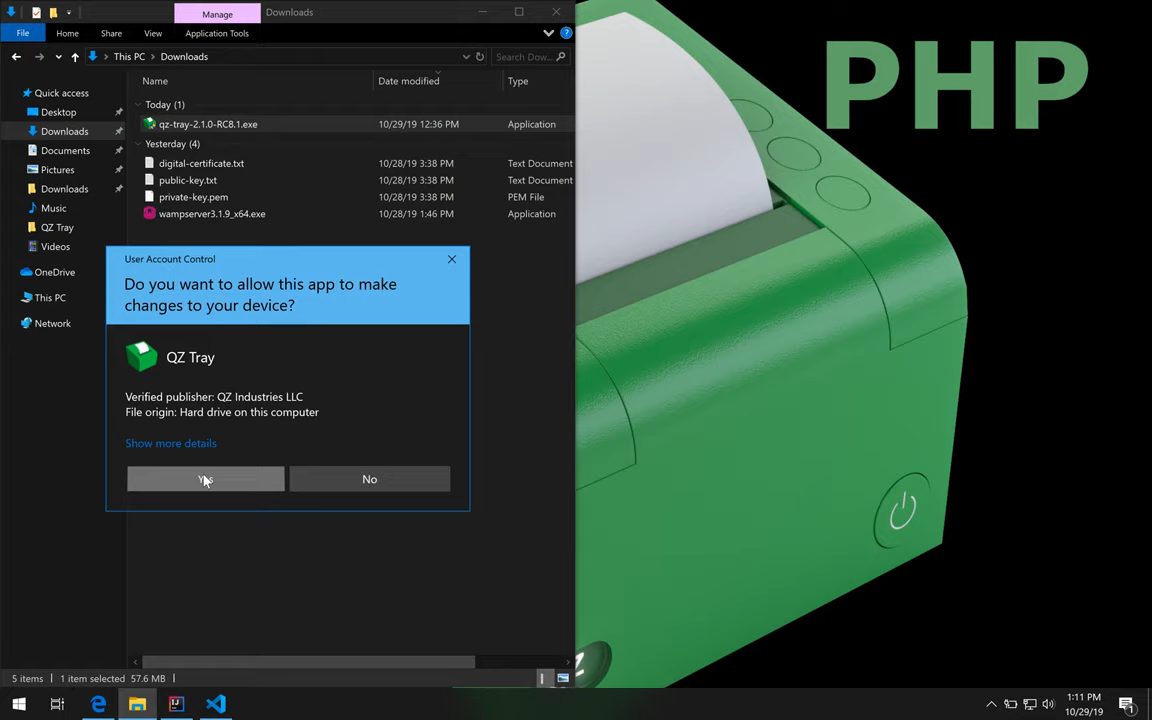 Manage
Downloads
File
Home
Share
View
Application Tools
This PC
Downloads
Search Dow...
Name
Date modified
Type
Quick access
Desktop
Downloads
Documents
Pictures
Downloads
Music
QZ Tray
Videos
OneDrive
This PC
Network
Today (1)
qz-tray-2.1.0-RC8.1.exe
10/29/19 12:36 PM
Application
Yesterday (4)
digital-certificate.txt
10/28/19 3:38 PM
Text Document
public-key.txt
10/28/19 3:38 PM
Text Document
private-key.pem
10/28/19 3:38 PM
PEM File
wampserver3.1.9_x64.exe
10/28/19 1:46 PM
Application
User Account Control
Do you want to allow this app to make
changes to your device?
QZ Tray
Verified publisher: QZ Industries LLC
File origin: Hard drive on this computer
Show more details
Yes
No
5 items
1 item selected 57.6 MB
PHP
1:11 PM
10/29/19
1